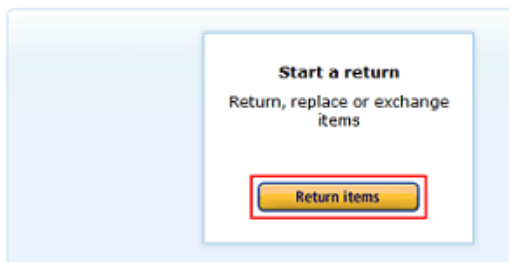 Start a return
Return, replace or exchange
items
Return items